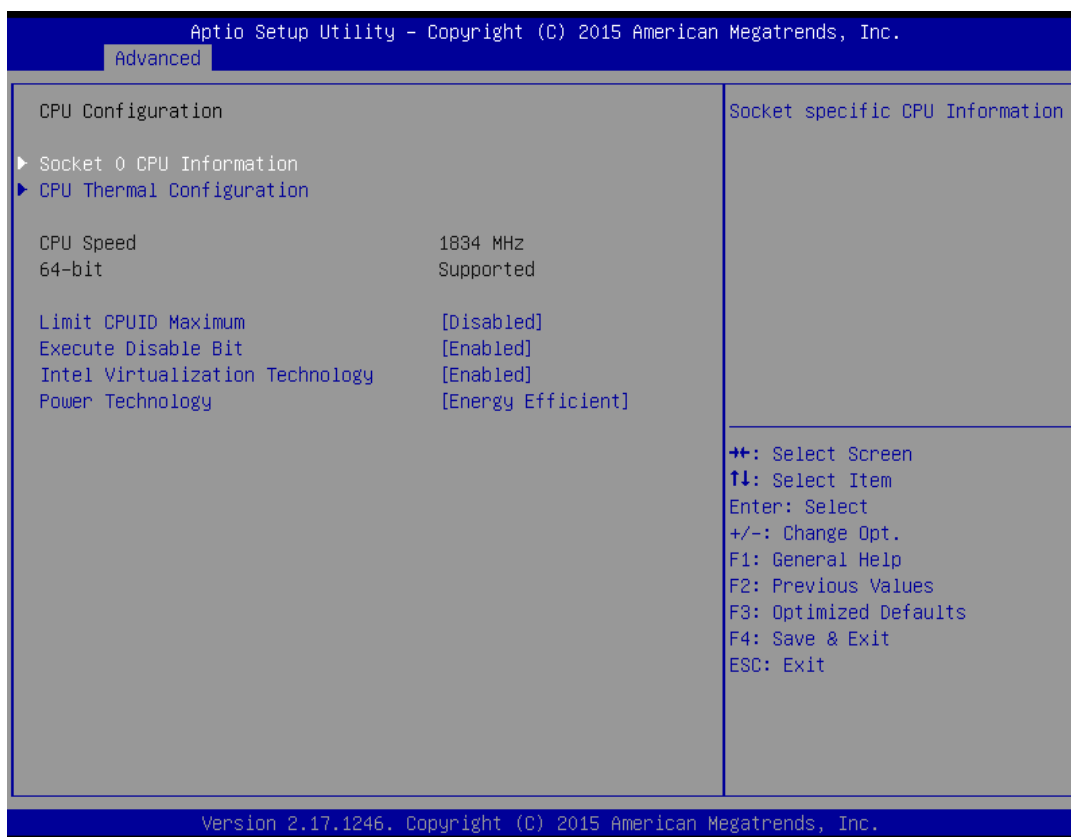 Aptio Setup Utility – Copyright (C) 2015 American Megatrends, Inc.
Advanced
CPU Configuration
Socket 0 CPU Information
CPU Thermal Configuration
CPU Speed 1834 MHz
64-bit Supported
Limit CPUID Maximum [Disabled]
Execute Disable Bit [Enabled]
Intel Virtualization Technology [Enabled]
Power Technology [Energy Efficient]
Socket specific CPU Information
→←: Select Screen
↑↓: Select Item
Enter: Select
+/-: Change Opt.
F1: General Help
F2: Previous Values
F3: Optimized Defaults
F4: Save & Exit
ESC: Exit
Version 2.17.1246. Copyright (C) 2015 American Megatrends, Inc.